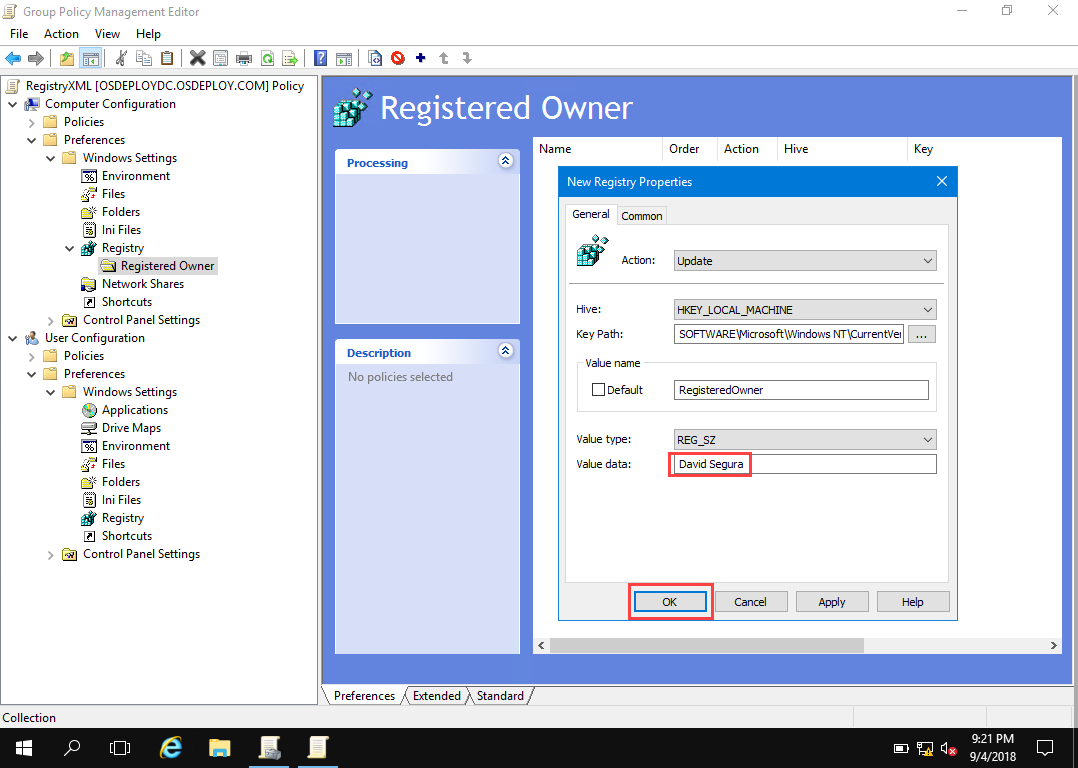 Group Policy Management Editor
File Action View Help
RegistryXML [OSDEPLOYDC.OSDEPLOY.COM] Policy
Computer Configuration
Policies
Preferences
Windows Settings
Environment
Files
Folders
Ini Files
Registry
Registered Owner
Network Shares
Shortcuts
Control Panel Settings
User Configuration
Policies
Preferences
Windows Settings
Applications
Drive Maps
Environment
Files
Folders
Ini Files
Registry
Shortcuts
Control Panel Settings
Registered Owner
Processing
Description
No policies selected
Name Order Action Hive Key
New Registry Properties
General Common
Action: Update
Hive: HKEY_LOCAL_MACHINE
Key Path: SOFTWARE\Microsoft\Windows NT\CurrentVer ...
Value name
Default RegisteredOwner
Value type: REG_SZ
Value data: David Segura
OK Cancel Apply Help
Preferences Extended Standard
Collection
9:21 PM
9/4/2018